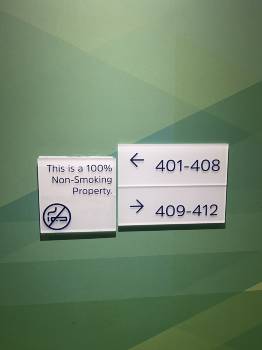 This is a 100%
Non-Smoking
Property.
← 401-408
→ 409-412